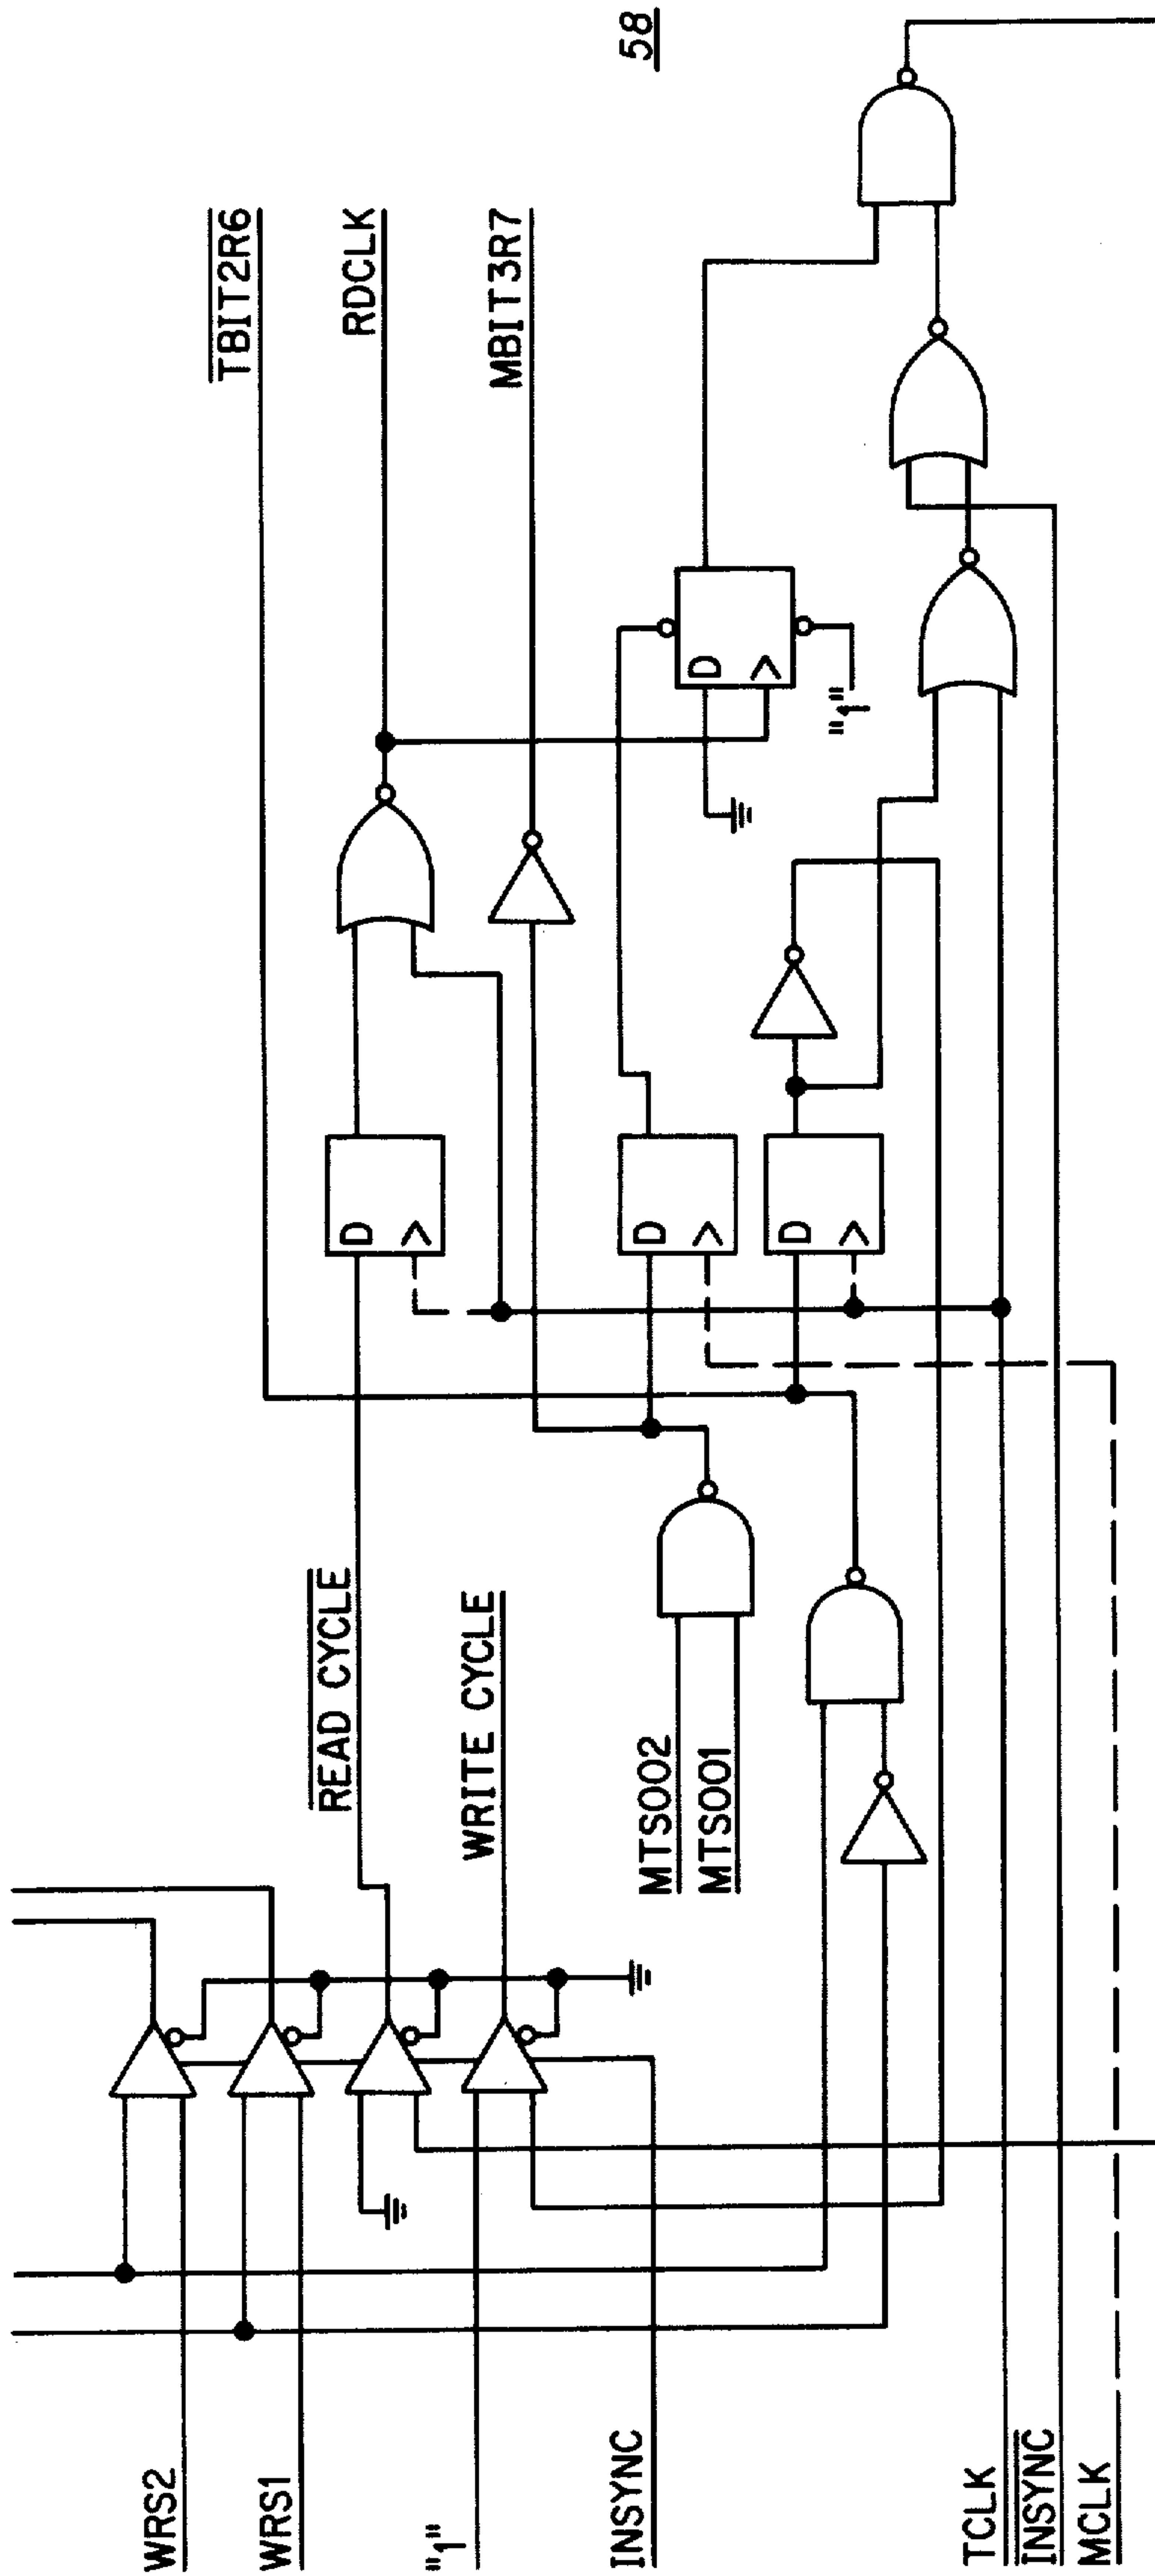 TBIT2R6
WRS2
WRS1
READ CYCLE
D
RDCLK
"1"
WRITE CYCLE
MBIT3R7
INSYNC
58
MTS002
D
MTS001
D
D
"1"
TCLK
INSYNC
MCLK